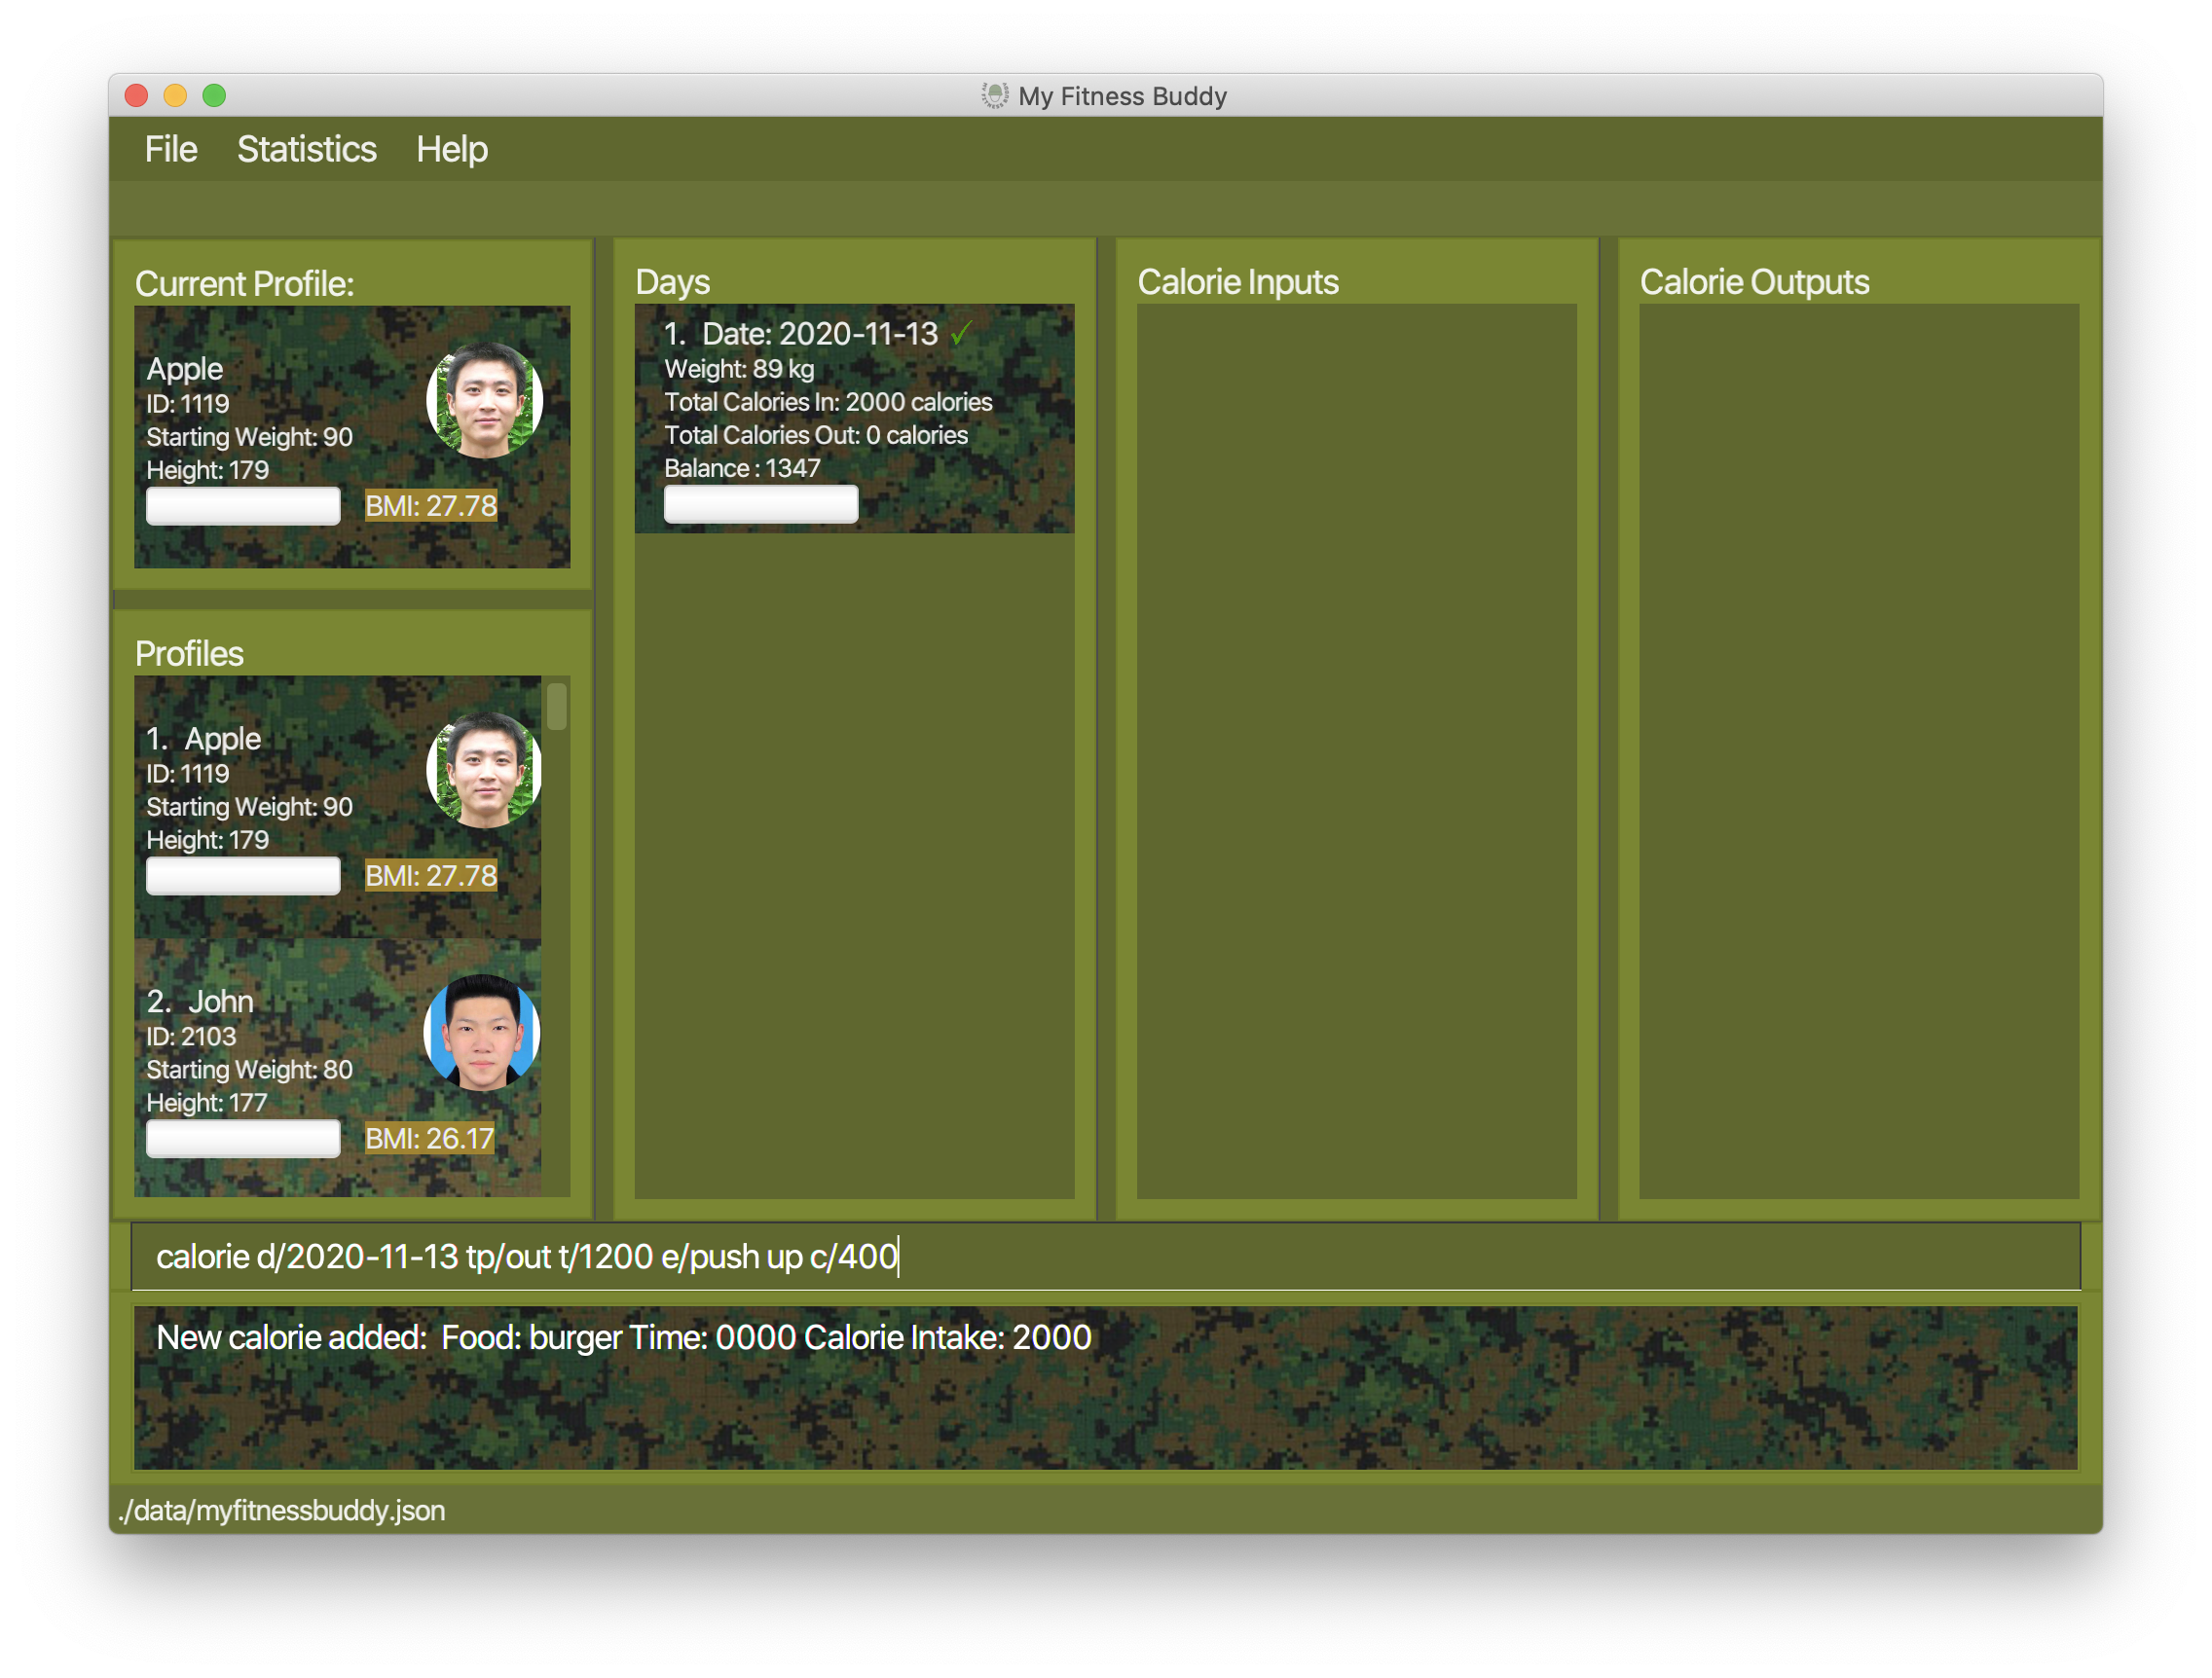 My Fitness Buddy
File Statistics Help
Current Profile:
Apple
ID: 1119
Starting Weight: 90
Height: 179
BMI: 27.78
Profiles
1. Apple
ID: 1119
Starting Weight: 90
Height: 179
BMI: 27.78
2. John
ID: 2103
Starting Weight: 80
Height: 177
BMI: 26.17
Days
1. Date: 2020-11-13 ✓
Weight: 89 kg
Total Calories In: 2000 calories
Total Calories Out: 0 calories
Balance : 1347
Calorie Inputs
Calorie Outputs
calorie d/2020-11-13 tp/out t/1200 e/push up c/400
New calorie added: Food: burger Time: 0000 Calorie Intake: 2000
./data/myfitnessbuddy.json